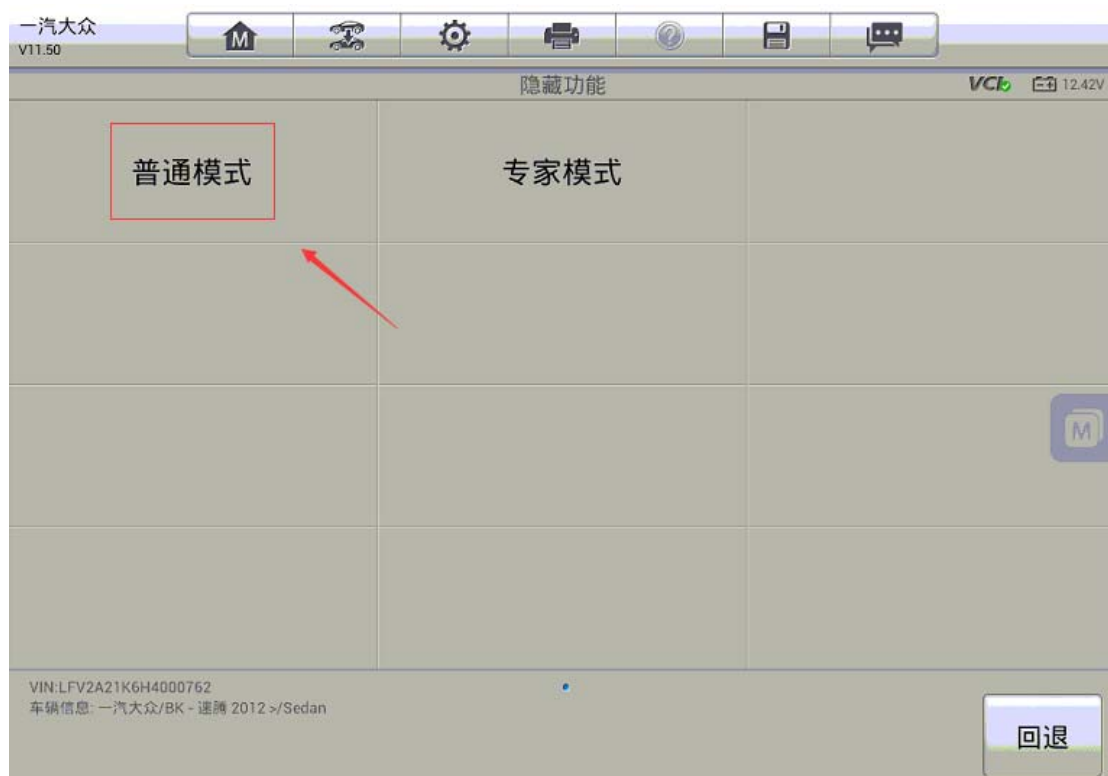 一汽大众
V11.50
M
隐藏功能
VCI
12.42V
普通模式
专家模式
M
VIN:LFV2A21K6H4000762
车辆信息: 一汽大众/BK - 速腾 2012 >/Sedan
回退